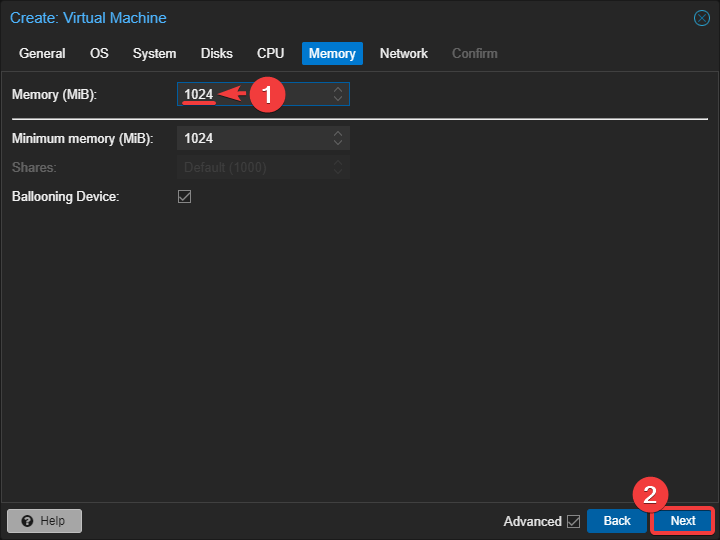 Create: Virtual Machine
General OS System Disks CPU Memory Network Confirm
Memory (MiB): 1024 1
Minimum memory (MiB): 1024
Shares: Default (1000)
Ballooning Device:
2
Help Advanced Back Next